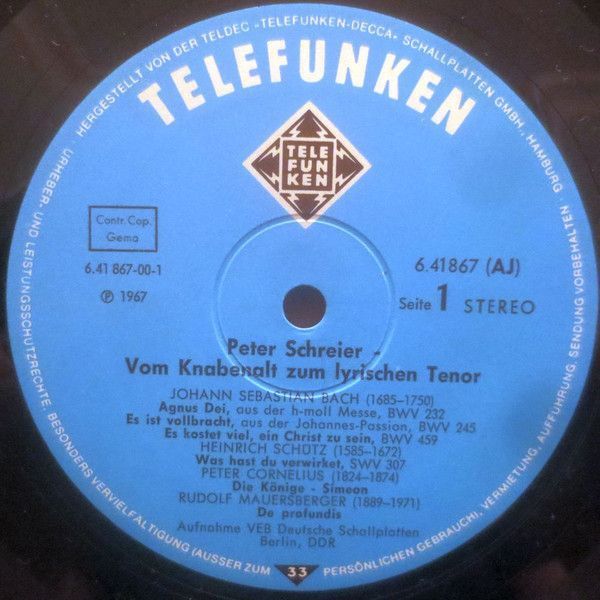 HERGESTELLT VON DER TELDEC »TELEFUNKEN-DECCA« SCHALLPLATTEN GMBH., HAMBURG
TELEFUNKEN
TELE
FUN
KEN
Contr. Cop.
Gema
6.41 867-00-1
Ⓟ 1967
6.41867 (AJ)
Seite 1 STEREO
Peter Schreier -
Vom Knabenalt zum lyrischen Tenor
JOHANN SEBASTIAN BACH (1685-1750)
Agnus Dei, aus der h-moll Messe, BWV 232
Es ist vollbracht, aus der Johannes-Passion, BWV 245
Es kostet viel, ein Christ zu sein, BWV 459
HEINRICH SCHÜTZ (1585-1672)
Was hast du verwirket, SWV 307
PETER CORNELIUS (1824-1874)
Die Könige - Simeon
RUDOLF MAUERSBERGER (1889-1971)
De profundis
Aufnahme VEB Deutsche Schallplatten
Berlin, DDR
33
URHEBER- UND LEISTUNGSSCHUTZRECHTE. BESONDERS VERVIELFÄLTIGUNG (AUSSER ZUM PERSÖNLICHEN GEBRAUCH), VERMIETUNG, AUFFÜHRUNG, SENDUNG VORBEHALTEN